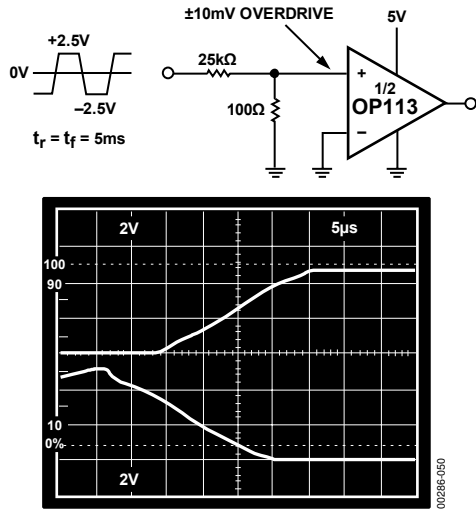 ±10mV OVERDRIVE
+2.5V
5V
0V
25kΩ
+
1/2
OP113
100Ω
–2.5V
–
tr = tf = 5ms
2V
5µs
100
90
10
0%
2V
00286-050